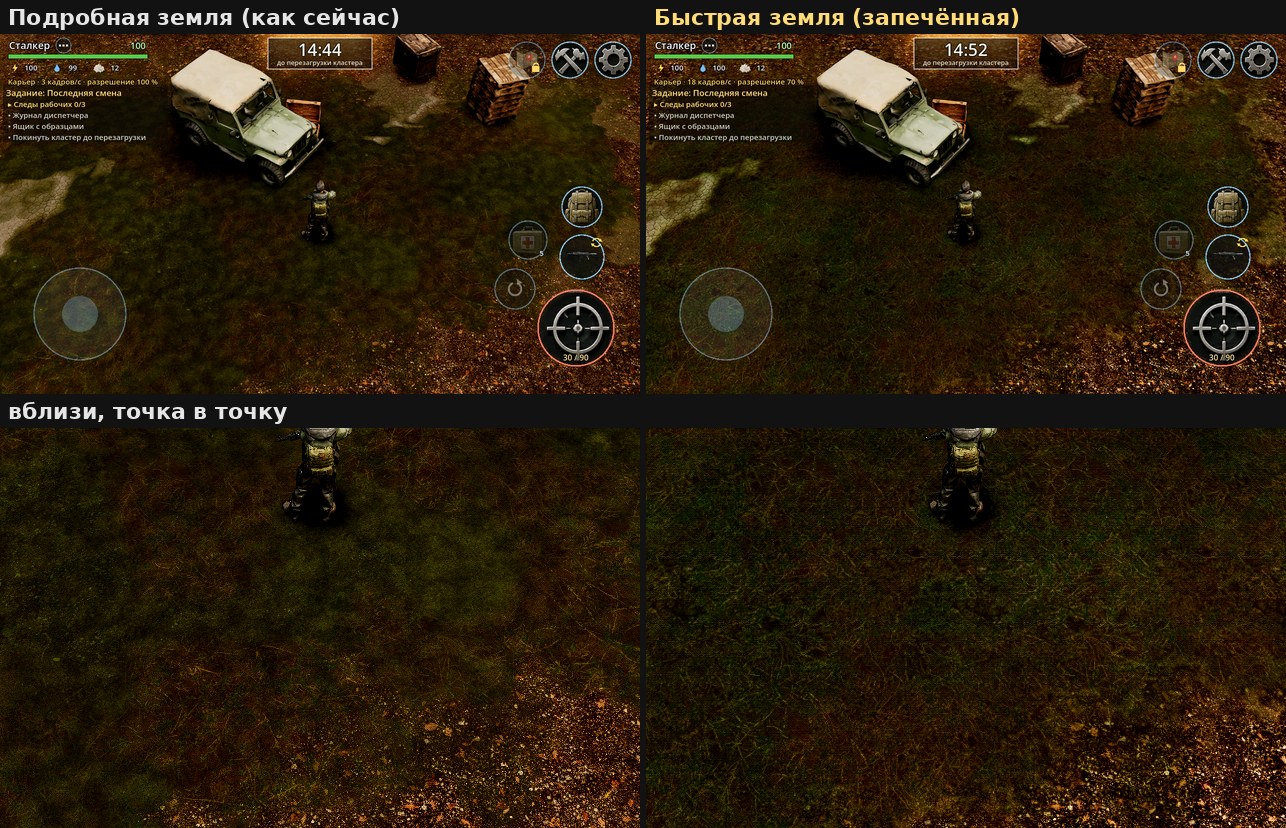 Подробная земля (как сейчас)
Быстрая земля (запечённая)
Сталкер ••• 100
14:44
до перезагрузки кластера
100 99 12
Карьер · 3 кадров/с · разрешение 100 %
Задание: Последняя смена
▸ Следы рабочих 0/3
• Журнал диспетчера
• Ящик с образцами
• Покинуть кластер до перезагрузки
5
30 / 90
Сталкер ••• 100
14:52
до перезагрузки кластера
100 100 12
Карьер · 18 кадров/с · разрешение 70 %
Задание: Последняя смена
▸ Следы рабочих 0/3
• Журнал диспетчера
• Ящик с образцами
• Покинуть кластер до перезагрузки
5
30 / 90
вблизи, точка в точку